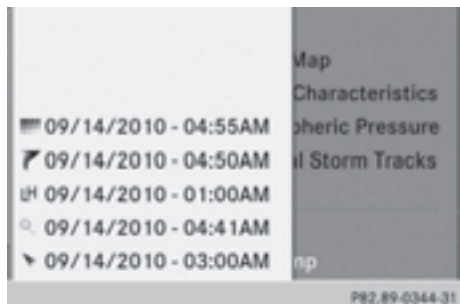 Map
Characteristics
09/14/2010 - 04:55AM
pheric Pressure
09/14/2010 - 04:50AM
l Storm Tracks
LH 09/14/2010 - 01:00AM
09/14/2010 - 04:41AM
09/14/2010 - 03:00AM
mp
P82.89-0344-31